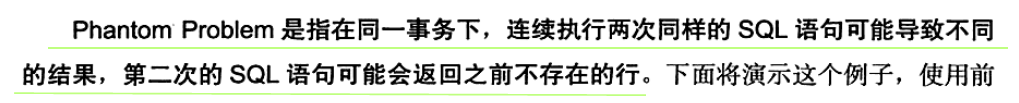 Phantom Problem 是指在同一事务下，连续执行两次同样的 SQL 语句可能导致不同
的结果，第二次的 SQL 语句可能会返回之前不存在的行。下面将演示这个例子，使用前